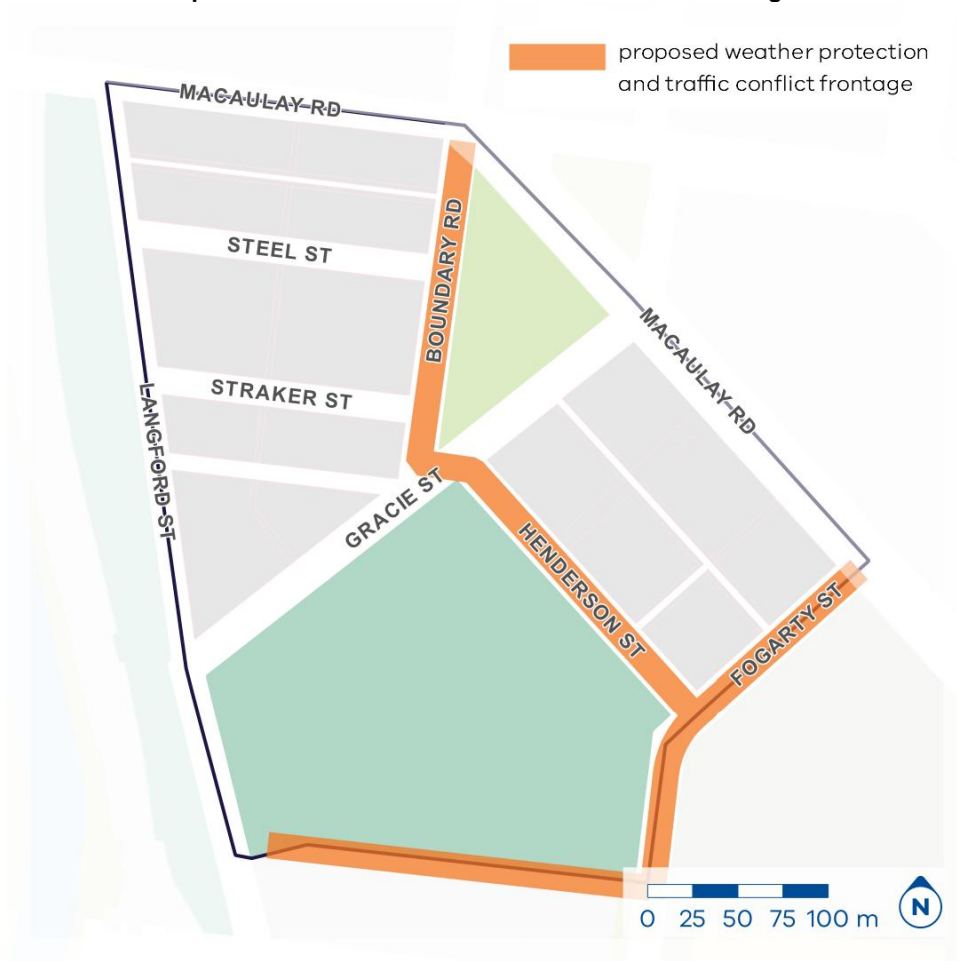 proposed weather protection
and traffic conflict frontage
MACAULAY RD
BOUNDARY RD
STEEL ST
MACAULAY RD
STRAKER ST
LANGFORD ST
GRACIE ST
HENDERSON ST
FOGARTY ST
0 25 50 75 100 m
N